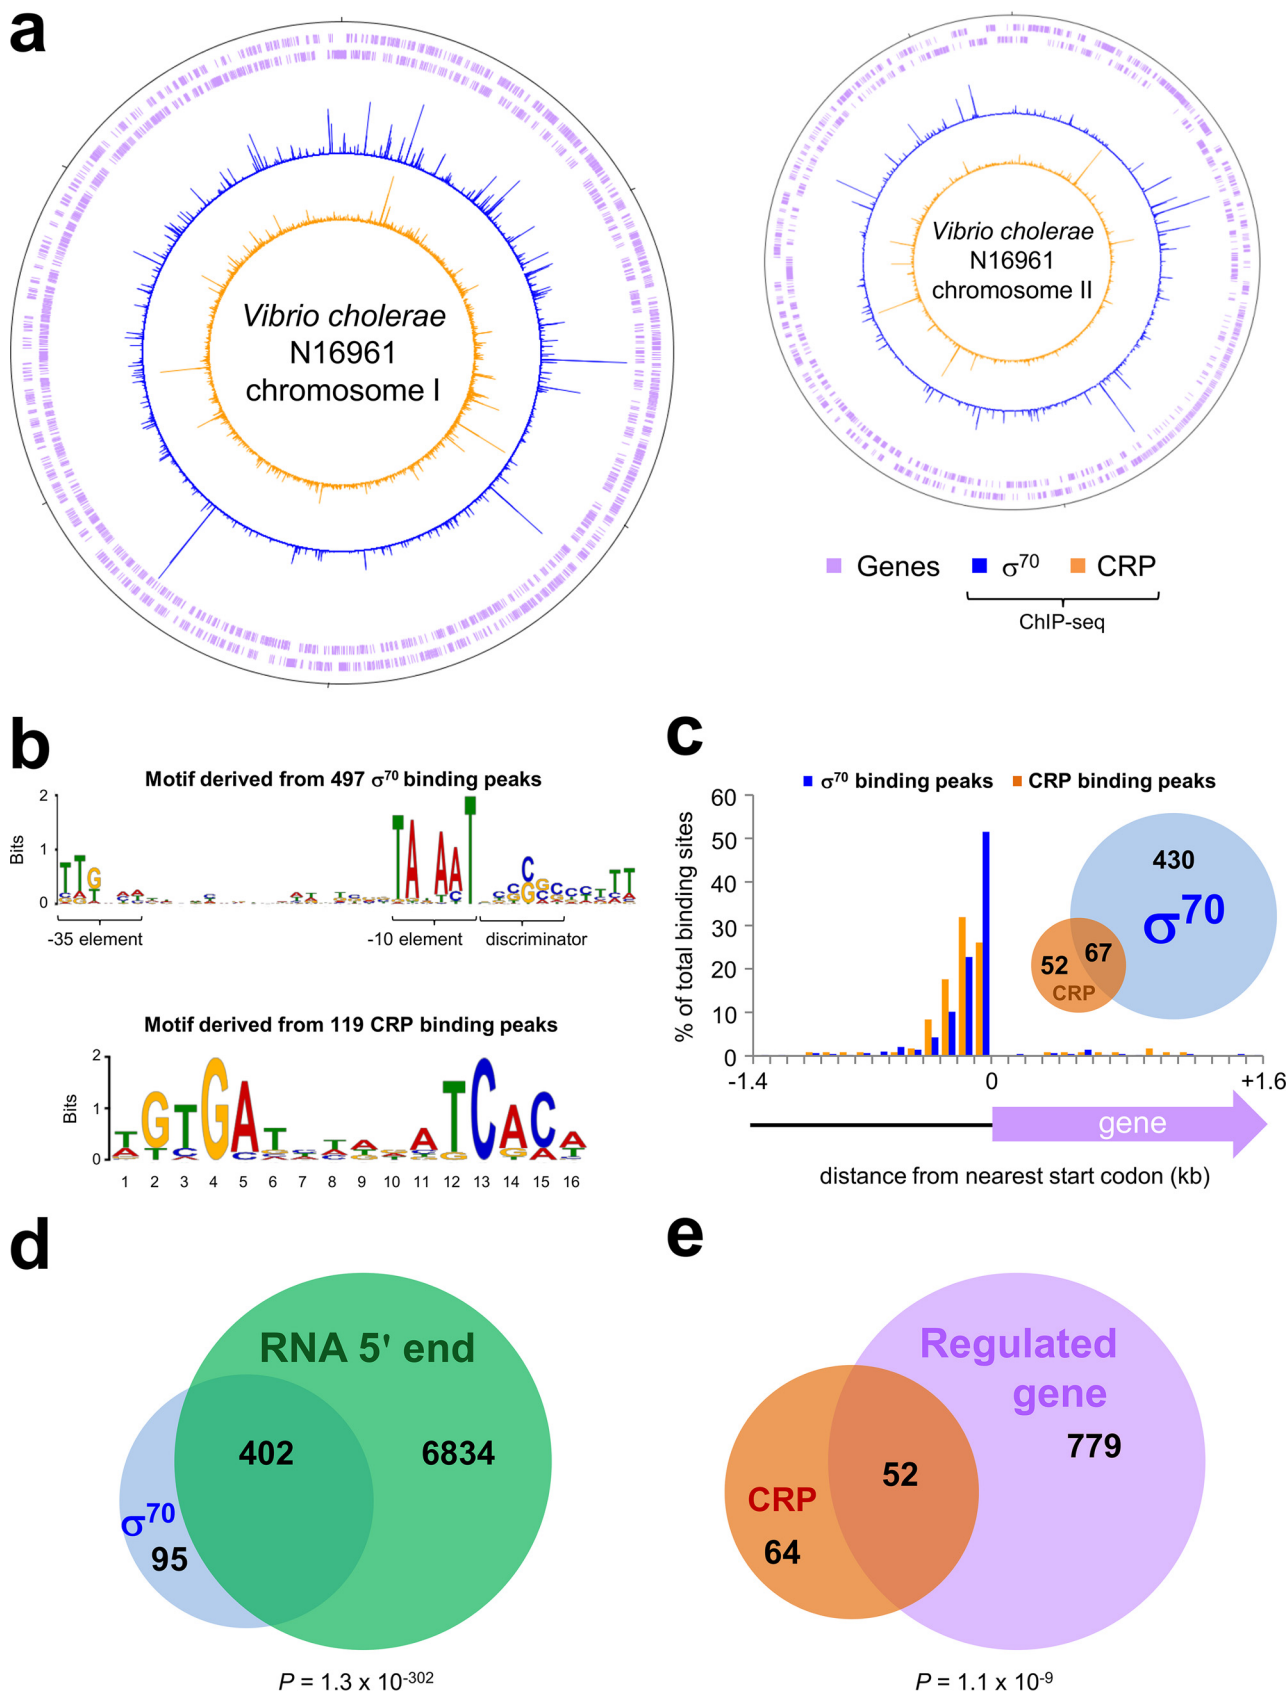 a
Vibrio cholerae
N16961
chromosome I
Vibrio cholerae
N16961
chromosome II
Genes σ70 CRP
ChIP-seq
b
Motif derived from 497 σ70 binding peaks
Bits
2
1
0
-35 element
-10 element
discriminator
Motif derived from 119 CRP binding peaks
Bits
2
1
0
1 2 3 4 5 6 7 8 9 10 11 12 13 14 15 16
c
σ70 binding peaks CRP binding peaks
% of total binding sites
60
50
40
30
20
10
0
-1.4 0 +1.6
430
σ70
67
52
CRP
gene
distance from nearest start codon (kb)
d
RNA 5' end
402 6834
σ70
95
P = 1.3 x 10-302
e
Regulated
gene
779
52
CRP
64
P = 1.1 x 10-9